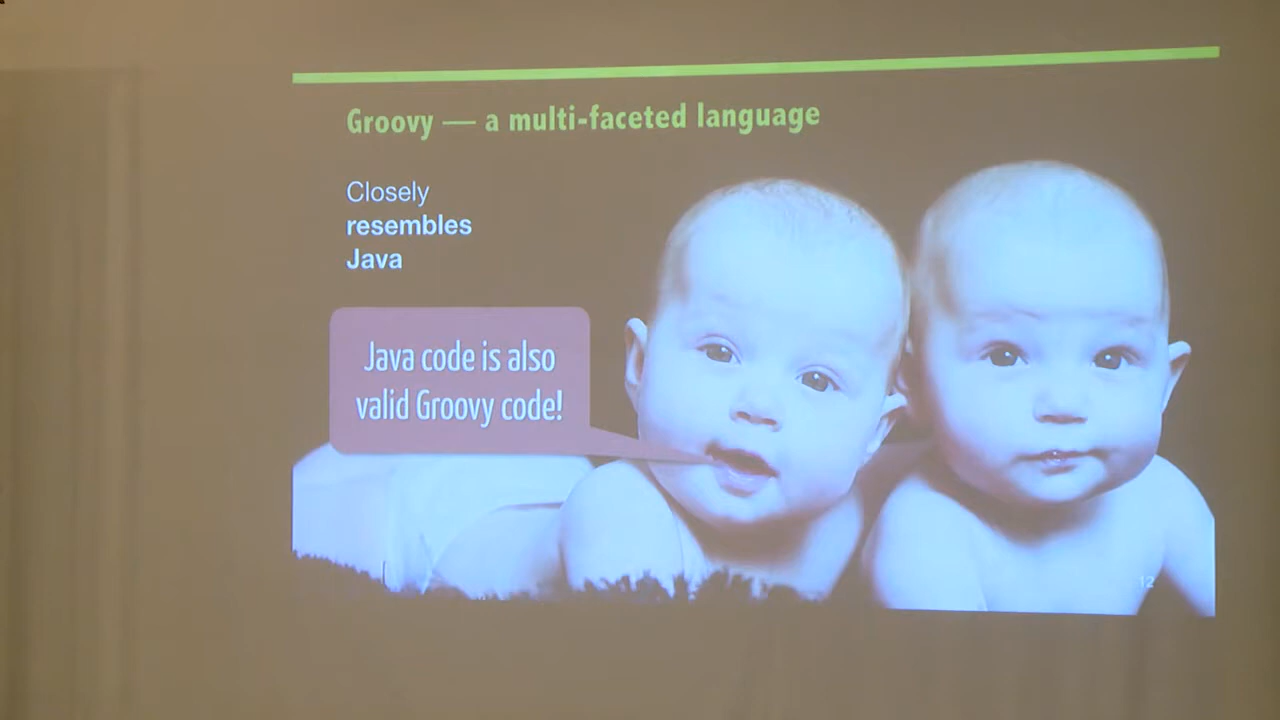 Groovy — a multi-faceted language
Closely
resembles
Java
Java code is also
valid Groovy code!
12